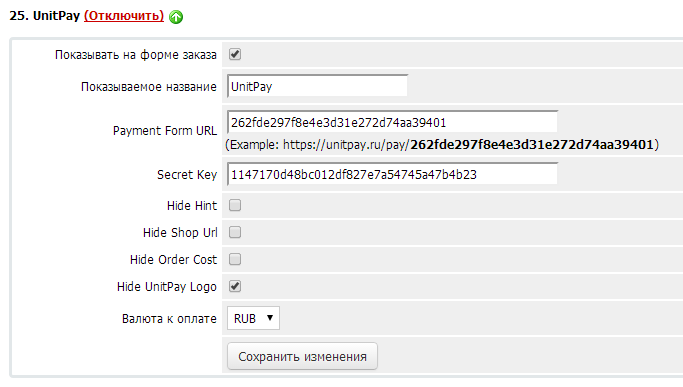 25. UnitPay (Отключить)
Показывать на форме заказа
Показываемое название UnitPay
Payment Form URL 262fde297f8e4e3d31e272d74aa39401
(Example: https://unitpay.ru/pay/262fde297f8e4e3d31e272d74aa39401)
Secret Key 1147170d48bc012df827e7a54745a47b4b23
Hide Hint
Hide Shop Url
Hide Order Cost
Hide UnitPay Logo
Валюта к оплате RUB
Сохранить изменения